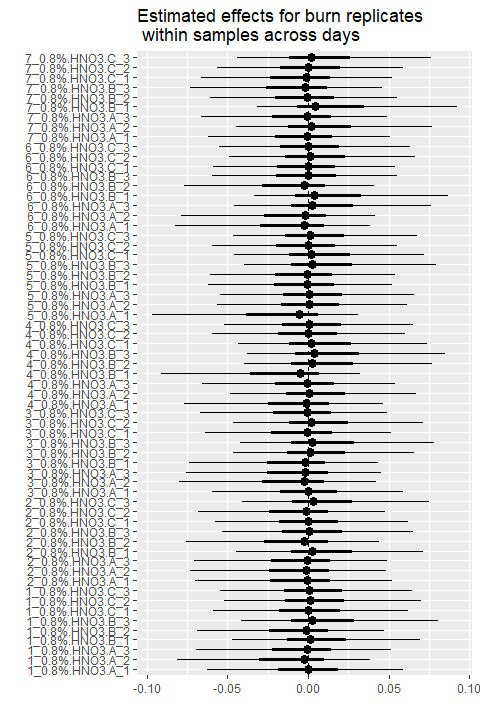 Estimated effects for burn replicates
within samples across days
7_0.8%.HNO3.C_3
7_0.8%.HNO3.C_2
7_0.8%.HNO3.C_1
7_0.8%.HNO3.B_3
7_0.8%.HNO3.B_2
7_0.8%.HNO3.B_1
7_0.8%.HNO3.A_3
7_0.8%.HNO3.A_2
7_0.8%.HNO3.A_1
6_0.8%.HNO3.C_3
6_0.8%.HNO3.C_2
6_0.8%.HNO3.C_1
6_0.8%.HNO3.B_3
6_0.8%.HNO3.B_2
6_0.8%.HNO3.B_1
6_0.8%.HNO3.A_3
6_0.8%.HNO3.A_2
6_0.8%.HNO3.A_1
5_0.8%.HNO3.C_3
5_0.8%.HNO3.C_2
5_0.8%.HNO3.C_1
5_0.8%.HNO3.B_3
5_0.8%.HNO3.B_2
5_0.8%.HNO3.B_1
5_0.8%.HNO3.A_3
5_0.8%.HNO3.A_2
5_0.8%.HNO3.A_1
4_0.8%.HNO3.C_3
4_0.8%.HNO3.C_2
4_0.8%.HNO3.C_1
4_0.8%.HNO3.B_3
4_0.8%.HNO3.B_2
4_0.8%.HNO3.B_1
4_0.8%.HNO3.A_3
4_0.8%.HNO3.A_2
4_0.8%.HNO3.A_1
3_0.8%.HNO3.C_3
3_0.8%.HNO3.C_2
3_0.8%.HNO3.C_1
3_0.8%.HNO3.B_3
3_0.8%.HNO3.B_2
3_0.8%.HNO3.B_1
3_0.8%.HNO3.A_3
3_0.8%.HNO3.A_2
3_0.8%.HNO3.A_1
2_0.8%.HNO3.C_3
2_0.8%.HNO3.C_2
2_0.8%.HNO3.C_1
2_0.8%.HNO3.B_3
2_0.8%.HNO3.B_2
2_0.8%.HNO3.B_1
2_0.8%.HNO3.A_3
2_0.8%.HNO3.A_2
2_0.8%.HNO3.A_1
1_0.8%.HNO3.C_3
1_0.8%.HNO3.C_2
1_0.8%.HNO3.C_1
1_0.8%.HNO3.B_3
1_0.8%.HNO3.B_2
1_0.8%.HNO3.B_1
1_0.8%.HNO3.A_3
1_0.8%.HNO3.A_2
1_0.8%.HNO3.A_1
-0.10 -0.05 0.00 0.05 0.10